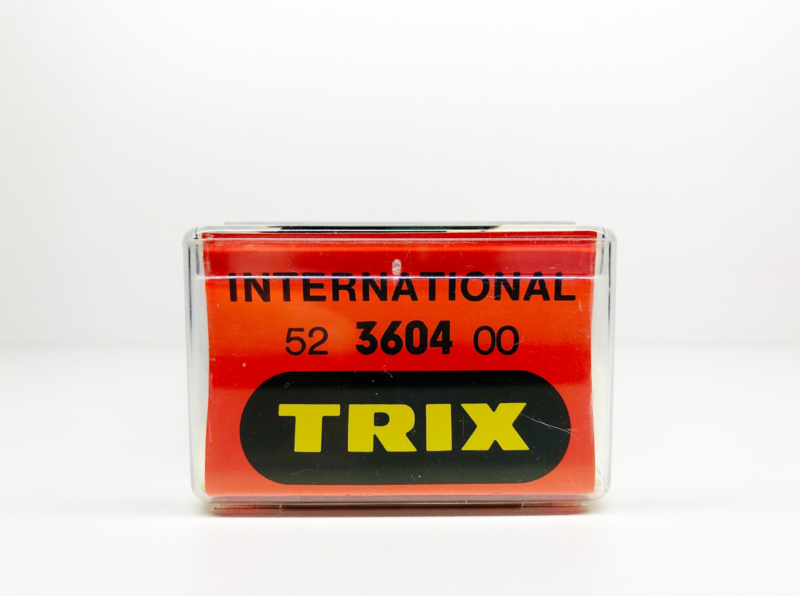 INTERNATIONAL
52 3604 00
TRIX